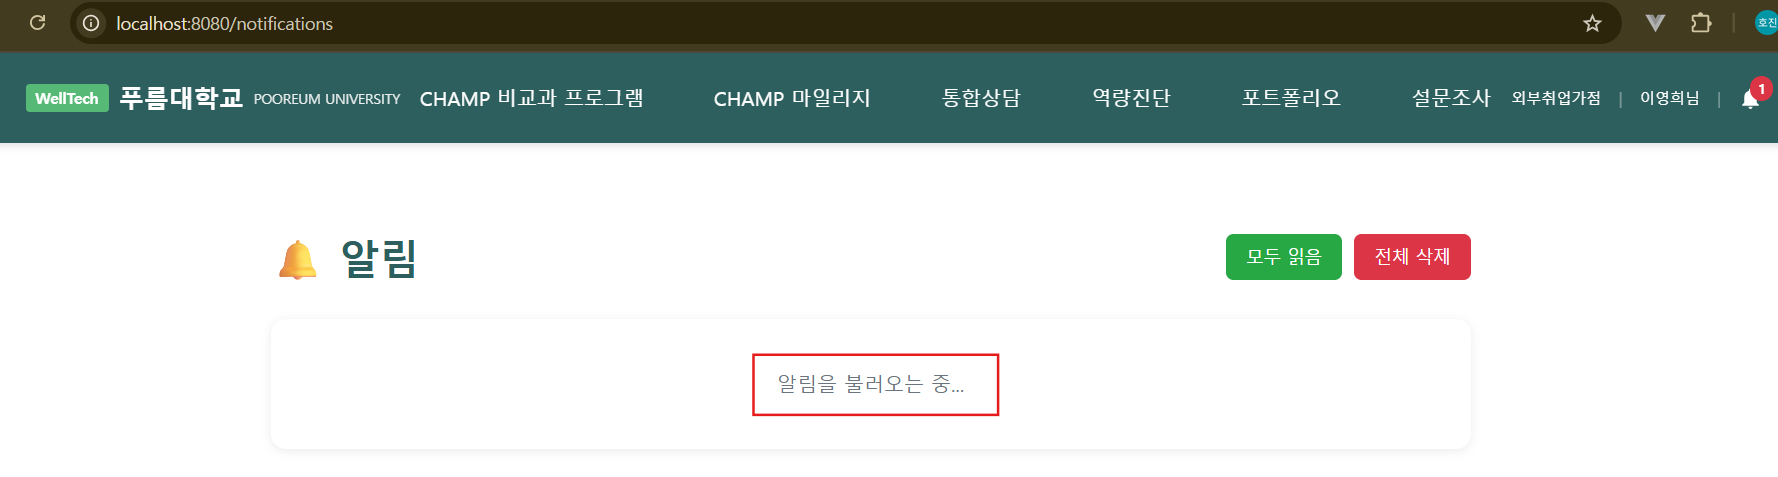 localhost:8080/notifications
호진
WellTech 푸름대학교 POOREUM UNIVERSITY CHAMP 비교과 프로그램 CHAMP 마일리지 통합상담 역량진단 포트폴리오 설문조사 외부취업가점 | 이영희님 | 1
알림 모두 읽음 전체 삭제
알림을 불러오는 중...